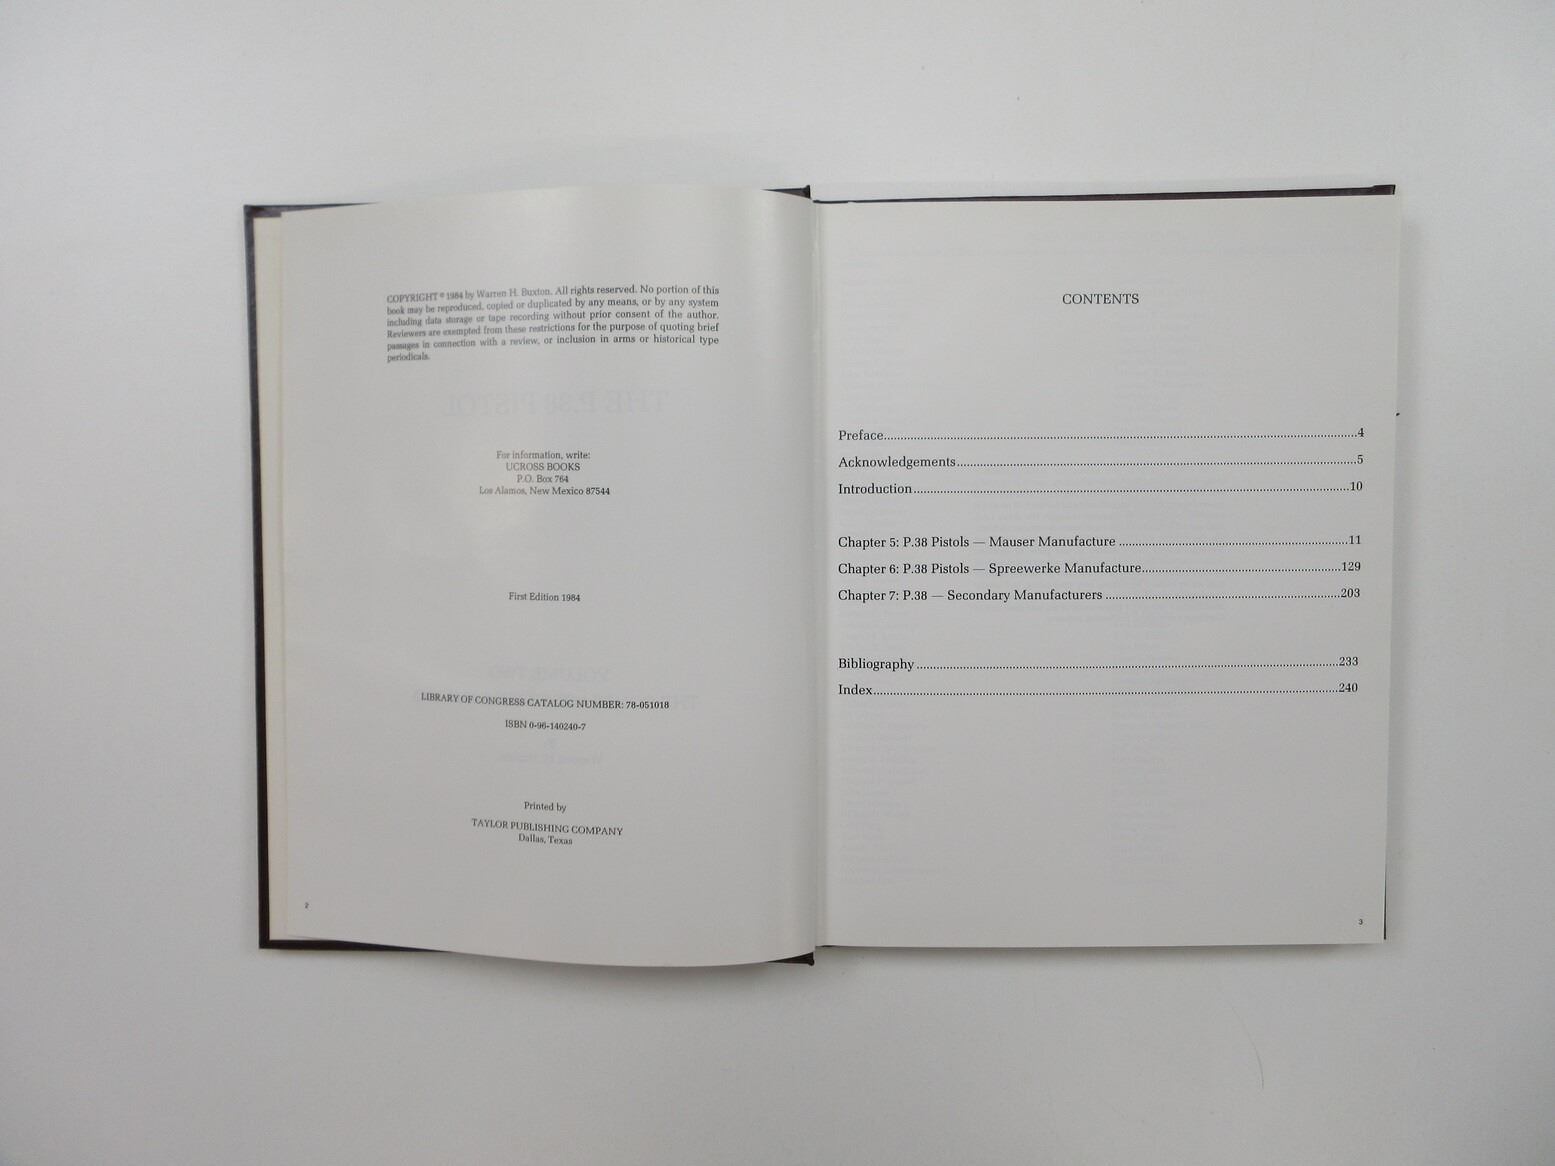 COPYRIGHT © 1984 by Warren H. Buxton. All rights reserved. No portion of this
book may be reproduced, copied or duplicated by any means, or by any system
including data storage or tape recording without prior consent of the author.
Reviewers are exempted from these restrictions for the purpose of quoting brief
passages in connection with a review, or inclusion in arms or historical type
periodicals.
THE P.38 PISTOL
For information, write:
UCROSS BOOKS
P.O. Box 764
Los Alamos, New Mexico 87544
First Edition 1984
VOLUME TWO
LIBRARY OF CONGRESS CATALOG NUMBER: 78-051018
ISBN 0-96-140240-7
Printed by
TAYLOR PUBLISHING COMPANY
Dallas, Texas
2
CONTENTS
Preface....................4
Acknowledgements....................5
Introduction....................10
Chapter 5: P.38 Pistols — Mauser Manufacture ....................11
Chapter 6: P.38 Pistols — Spreewerke Manufacture....................129
Chapter 7: P.38 — Secondary Manufacturers ....................203
Bibliography....................233
Index....................240
3